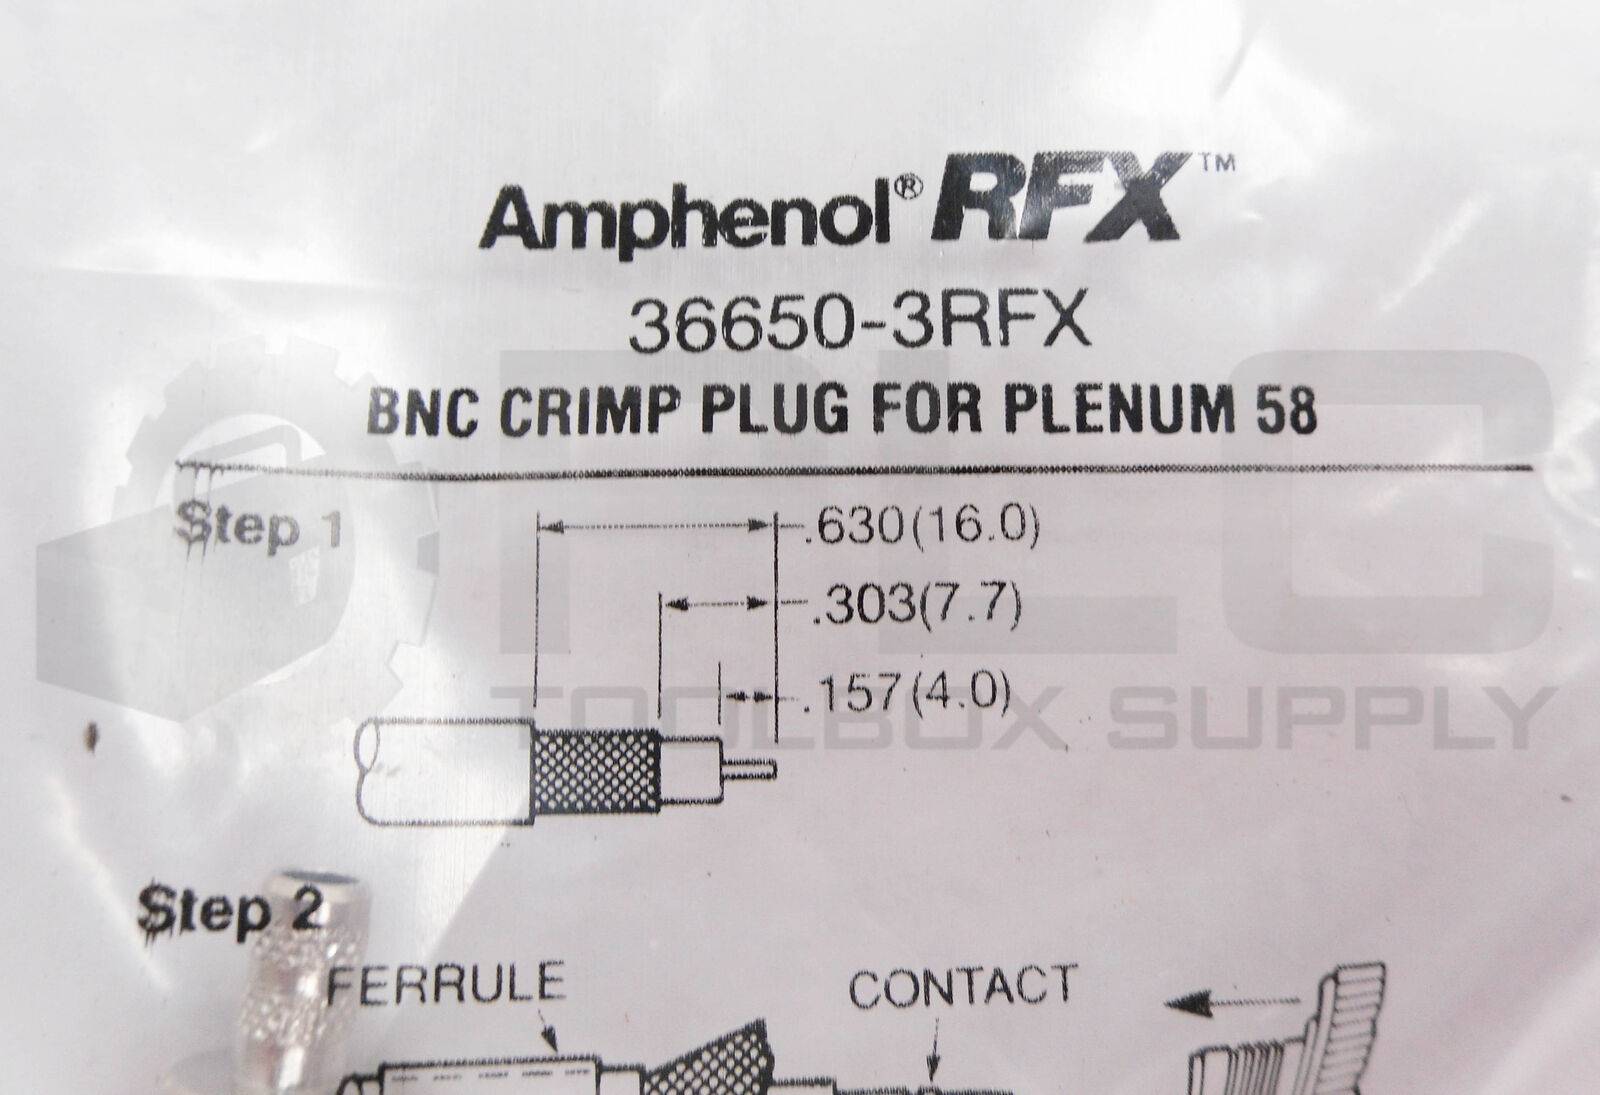 Amphenol® RFX™
36650-3RFX
BNC CRIMP PLUG FOR PLENUM 58
Step 1
.630(16.0)
.303(7.7)
.157(4.0)
PLC
TOOLBOX SUPPLY
Step 2
FERRULE
CONTACT